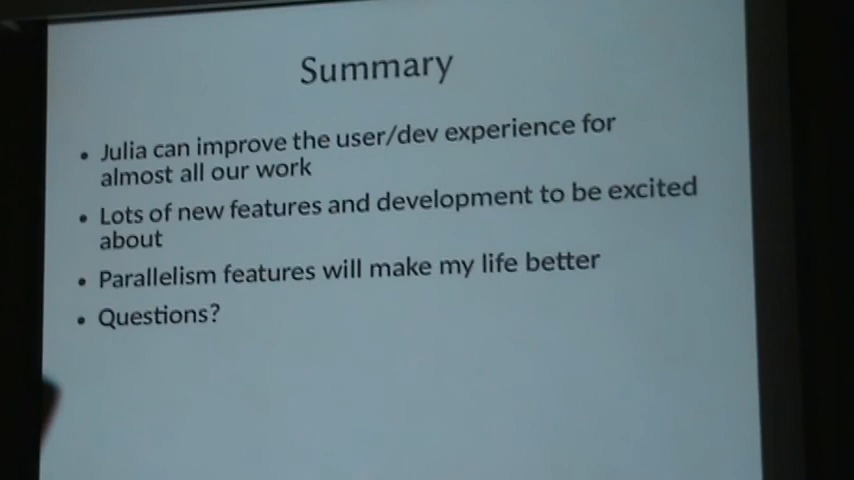 Summary
• Julia can improve the user/dev experience for
almost all our work
• Lots of new features and development to be excited
about
• Parallelism features will make my life better
• Questions?